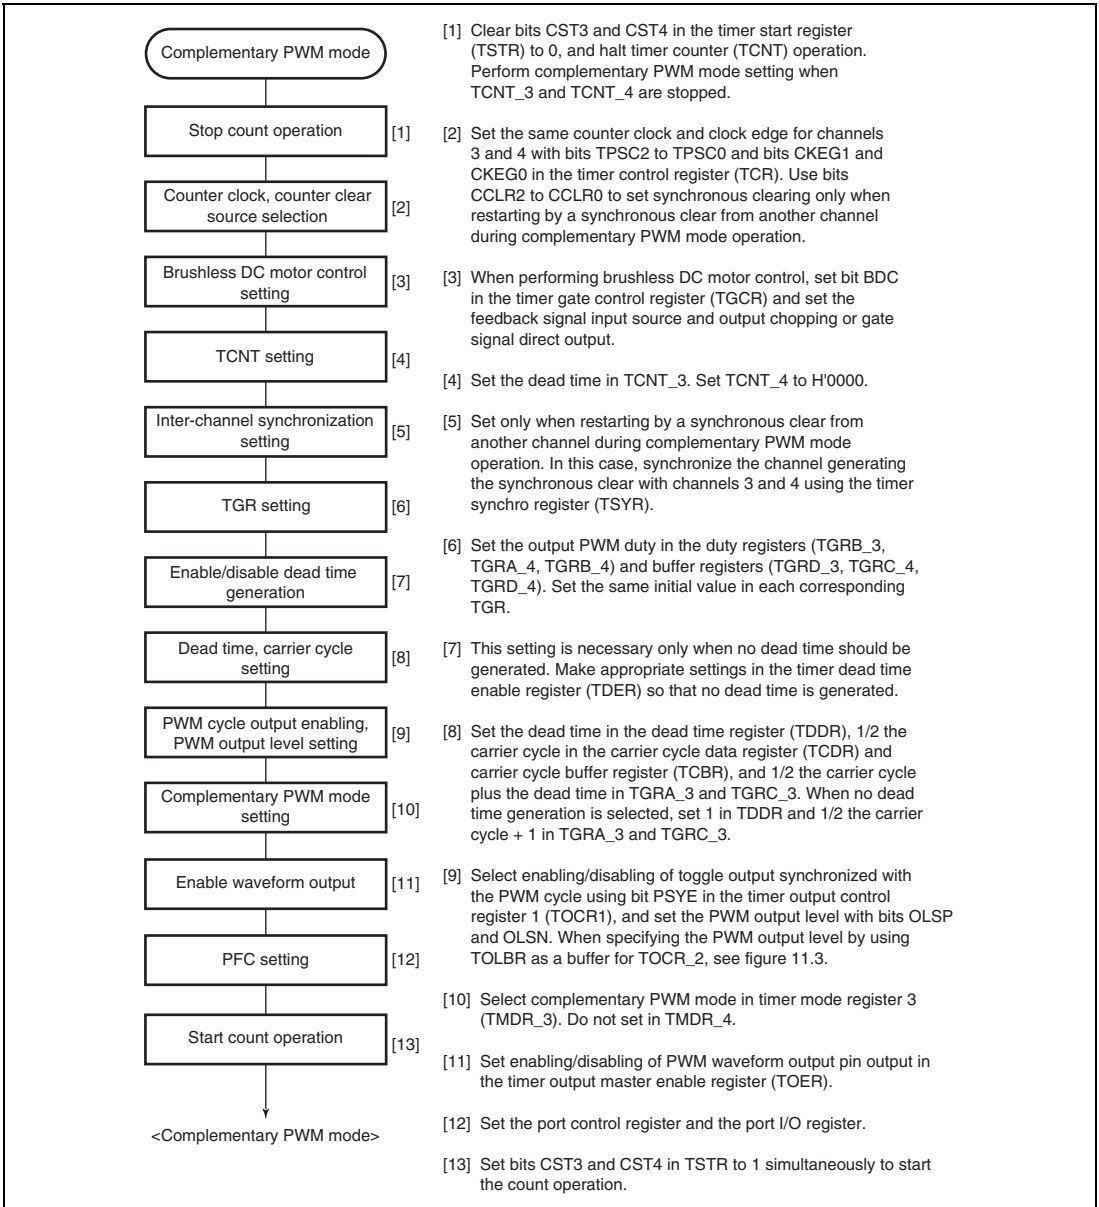 Complementary PWM mode
Stop count operation
[1]
Counter clock, counter clear
source selection
[2]
Brushless DC motor control
setting
[3]
TCNT setting
[4]
Inter-channel synchronization
setting
[5]
TGR setting
[6]
Enable/disable dead time
generation
[7]
Dead time, carrier cycle
setting
[8]
PWM cycle output enabling,
PWM output level setting
[9]
Complementary PWM mode
setting
[10]
Enable waveform output
[11]
PFC setting
[12]
Start count operation
[13]
<Complementary PWM mode>
[1] Clear bits CST3 and CST4 in the timer start register
(TSTR) to 0, and halt timer counter (TCNT) operation.
Perform complementary PWM mode setting when
TCNT_3 and TCNT_4 are stopped.
[2] Set the same counter clock and clock edge for channels
3 and 4 with bits TPSC2 to TPSC0 and bits CKEG1 and
CKEG0 in the timer control register (TCR). Use bits
CCLR2 to CCLR0 to set synchronous clearing only when
restarting by a synchronous clear from another channel
during complementary PWM mode operation.
[3] When performing brushless DC motor control, set bit BDC
in the timer gate control register (TGCR) and set the
feedback signal input source and output chopping or gate
signal direct output.
[4] Set the dead time in TCNT_3. Set TCNT_4 to H'0000.
[5] Set only when restarting by a synchronous clear from
another channel during complementary PWM mode
operation. In this case, synchronize the channel generating
the synchronous clear with channels 3 and 4 using the timer
synchro register (TSYR).
[6] Set the output PWM duty in the duty registers (TGRB_3,
TGRA_4, TGRB_4) and buffer registers (TGRD_3, TGRC_4,
TGRD_4). Set the same initial value in each corresponding
TGR.
[7] This setting is necessary only when no dead time should be
generated. Make appropriate settings in the timer dead time
enable register (TDER) so that no dead time is generated.
[8] Set the dead time in the dead time register (TDDR), 1/2 the
carrier cycle in the carrier cycle data register (TCDR) and
carrier cycle buffer register (TCBR), and 1/2 the carrier cycle
plus the dead time in TGRA_3 and TGRC_3. When no dead
time generation is selected, set 1 in TDDR and 1/2 the carrier
cycle + 1 in TGRA_3 and TGRC_3.
[9] Select enabling/disabling of toggle output synchronized with
the PWM cycle using bit PSYE in the timer output control
register 1 (TOCR1), and set the PWM output level with bits OLSP
and OLSN. When specifying the PWM output level by using
TOLBR as a buffer for TOCR_2, see figure 11.3.
[10] Select complementary PWM mode in timer mode register 3
(TMDR_3). Do not set in TMDR_4.
[11] Set enabling/disabling of PWM waveform output pin output in
the timer output master enable register (TOER).
[12] Set the port control register and the port I/O register.
[13] Set bits CST3 and CST4 in TSTR to 1 simultaneously to start
the count operation.